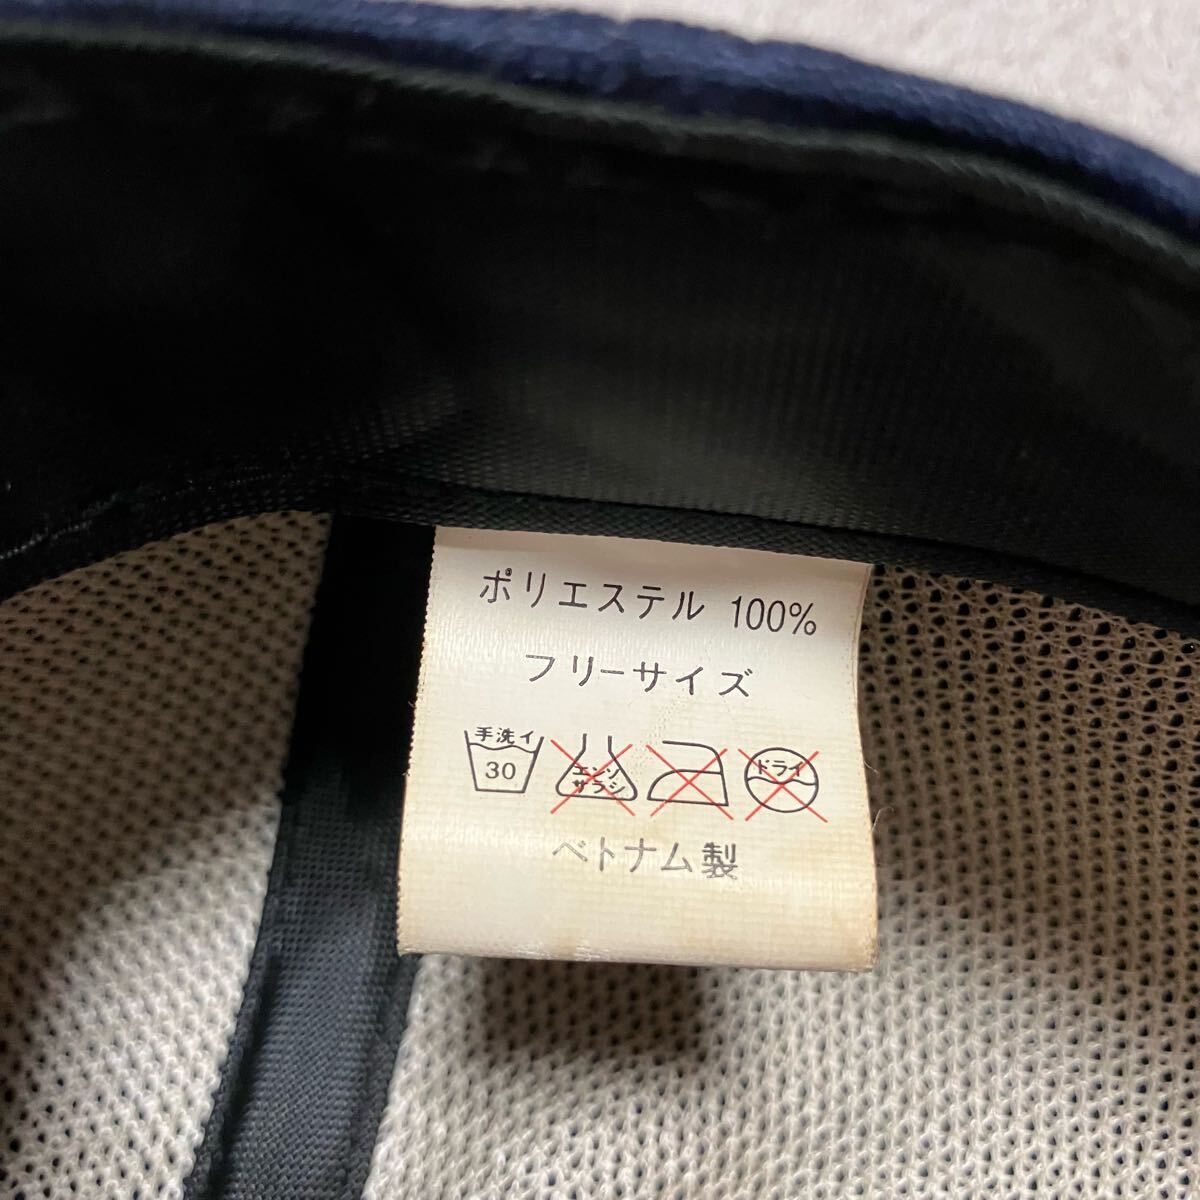 ポリエステル 100%
フリーサイズ
手洗イ
30
エンソ
サラシ
ドライ
ベトナム製